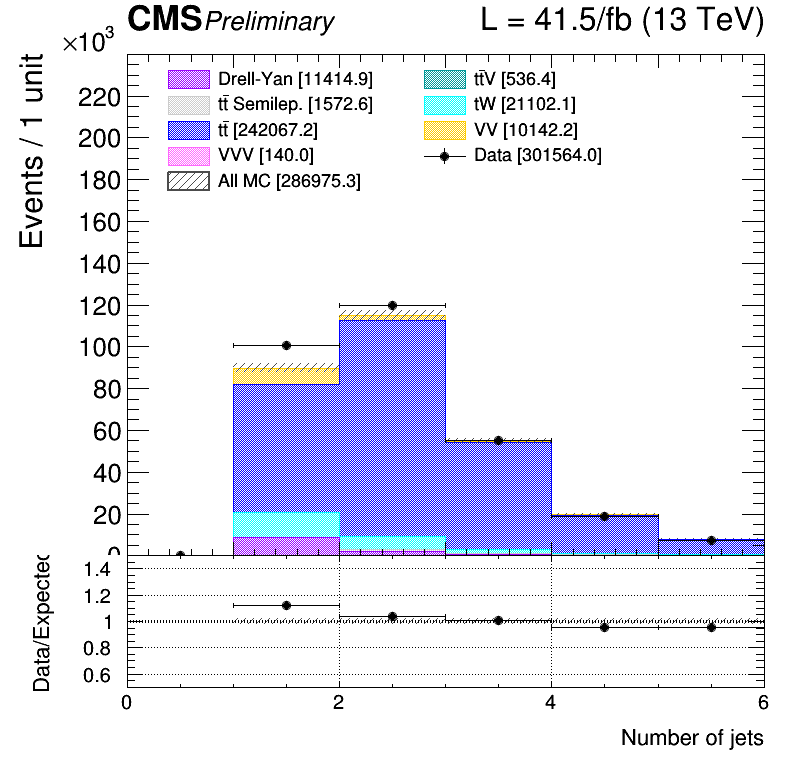 CMS Preliminary L = 41.5/fb (13 TeV)
×10³
Events / 1 unit
Drell-Yan [11414.9]
tt̄ Semilep. [1572.6]
tt̄ [242067.2]
VVV [140.0]
All MC [286975.3]
tt̄V [536.4]
tW [21102.1]
VV [10142.2]
Data [301564.0]
220
200
180
160
140
120
100
80
60
40
20
0
Data/Expected
1.4
1.2
1
0.8
0.6
0 2 4 6
Number of jets